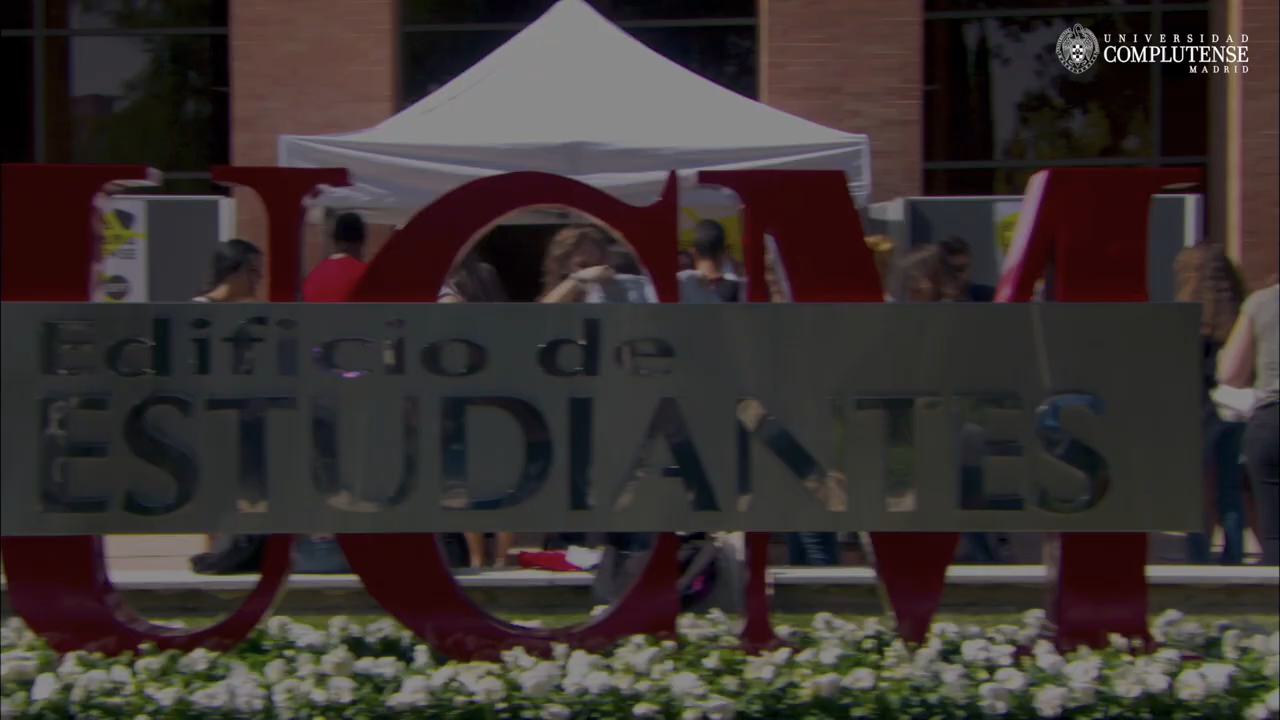 UNIVERSIDAD
COMPLUTENSE
MADRID
UCM
Edificio de
ESTUDIANTES